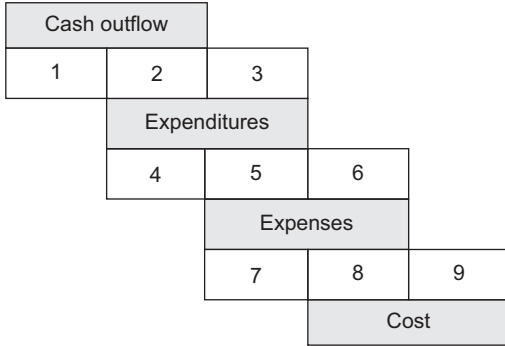 Cash outflow
1 2 3
Expenditures
4 5 6
Expenses
7 8 9
Cost